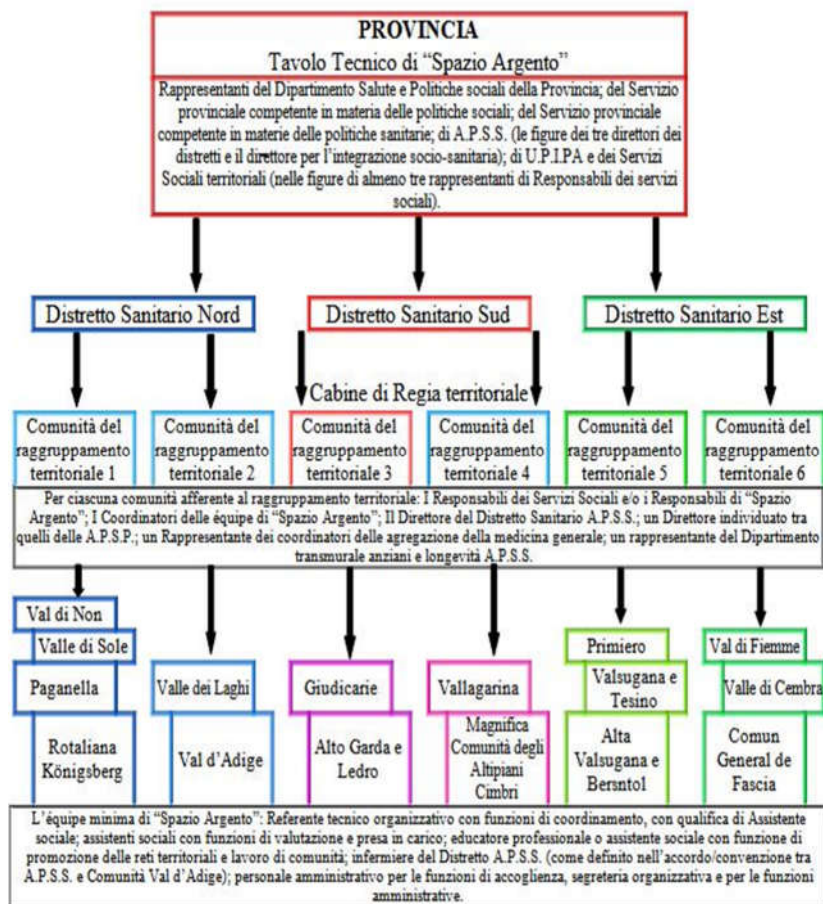 PROVINCIA
Tavolo Tecnico di “Spazio Argento”
Rappresentanti del Dipartimento Salute e Politiche sociali della Provincia; del Servizio
provinciale competente in materia delle politiche sociali; del Servizio provinciale
competente in materie delle politiche sanitarie; di A.P.S.S. (le figure dei tre direttori dei
distretti e il direttore per l’integrazione socio-sanitaria); di U.P.I.PA e dei Servizi
Sociali territoriali (nelle figure di almeno tre rappresentanti di Responsabili dei servizi
sociali).
Distretto Sanitario Nord
Distretto Sanitario Sud
Distretto Sanitario Est
Cabine di Regia territoriale
Comunità del
raggruppamento
territoriale 1
Comunità del
raggruppamento
territoriale 2
Comunità del
raggruppamento
territoriale 3
Comunità del
raggruppamento
territoriale 4
Comunità del
raggruppamento
territoriale 5
Comunità del
raggruppamento
territoriale 6
Per ciascuna comunità afferente al raggruppamento territoriale: I Responsabili dei Servizi Sociali e/o i Responsabili di “Spazio
Argento”; I Coordinatori delle équipe di “Spazio Argento”; Il Direttore del Distretto Sanitario A.P.S.S.; un Direttore individuato tra
quelli delle A.P.S.P.; un Rappresentante dei coordinatori delle agregazione della medicina generale; un rappresentante del Dipartimento
transmurale anziani e longevità A.P.S.S.
Val di Non
Valle di Sole
Paganella
Rotaliana
Königsberg
Valle dei Laghi
Val d’Adige
Giudicarie
Alto Garda e
Ledro
Vallagarina
Magnifica
Comunità degli
Altipiani
Cimbri
Primiero
Valsugana e
Tesino
Alta
Valsugana e
Bersntol
Val di Fiemme
Valle di Cembra
Comun
General de
Fascia
L’équipe minima di “Spazio Argento”: Referente tecnico organizzativo con funzioni di coordinamento, con qualifica di Assistente
sociale; assistenti sociali con funzioni di valutazione e presa in carico; educatore professionale o assistente sociale con funzione di
promozione delle reti territoriali e lavoro di comunità; infermiere del Distretto A.P.S.S. (come definito nell’accordo/convenzione tra
A.P.S.S. e Comunità Val d’Adige); personale amministrativo per le funzioni di accoglienza, segreteria organizzativa e per le funzioni
amministrative.